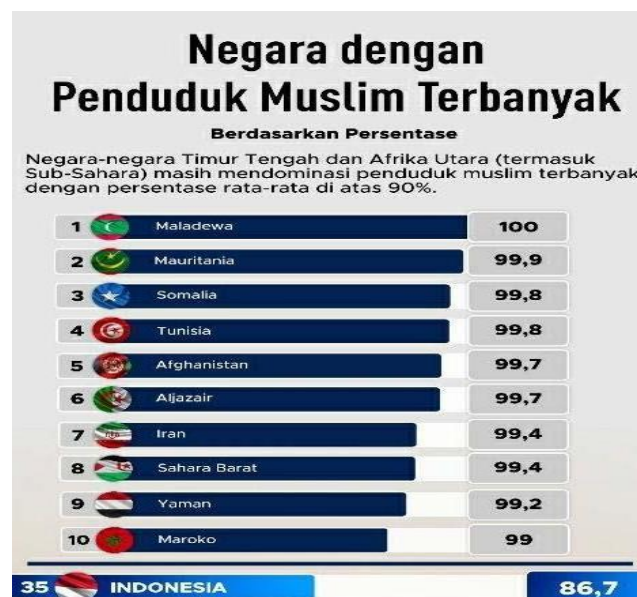 Negara dengan
Penduduk Muslim Terbanyak
Berdasarkan Persentase
Negara-negara Timur Tengah dan Afrika Utara (termasuk
Sub-Sahara) masih mendominasi penduduk muslim terbanyak
dengan persentase rata-rata di atas 90%.
1 Maladewa 100
2 Mauritania 99,9
3 Somalia 99,8
4 Tunisia 99,8
5 Afghanistan 99,7
6 Aljazair 99,7
7 Iran 99,4
8 Sahara Barat 99,4
9 Yaman 99,2
10 Maroko 99
35 INDONESIA 86,7